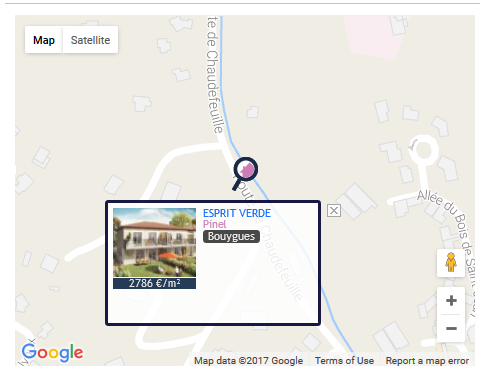 Map Satellite
te de Chaudefeuille
Chaudefeuille
ESPRIT VERDE
Pinel
Bouygues
2786 €/m²
Allée du Bois de Saint
Google
Map data ©2017 Google Terms of Use Report a map error